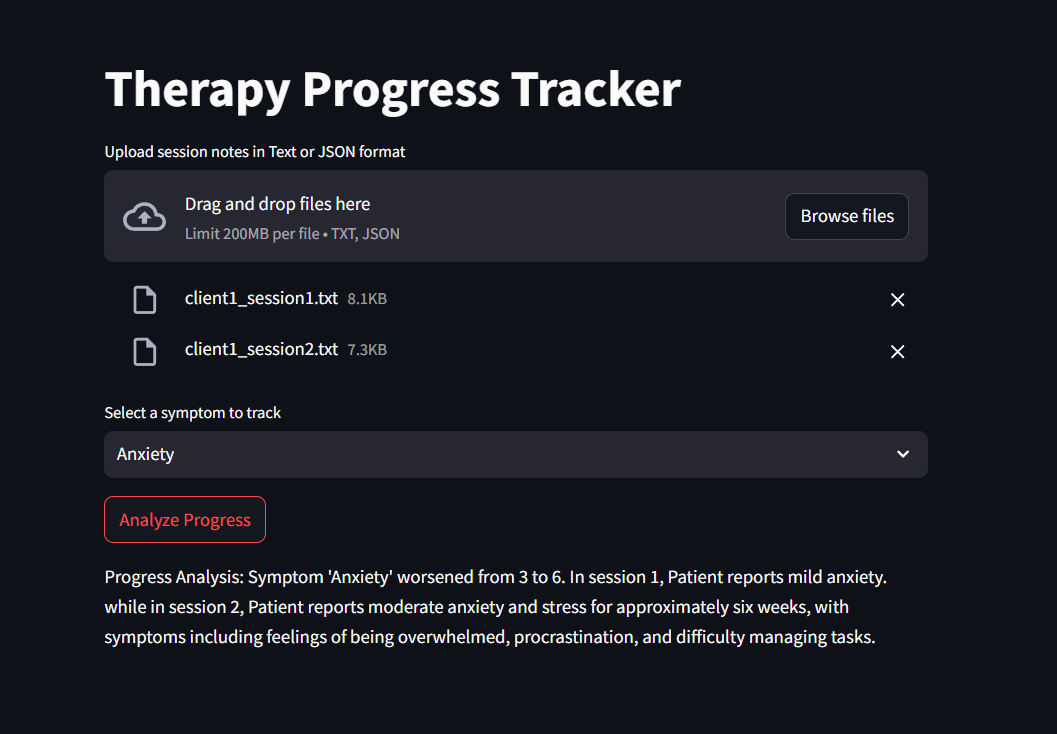 Therapy Progress Tracker
Upload session notes in Text or JSON format
Drag and drop files here
Limit 200MB per file • TXT, JSON
Browse files
client1_session1.txt 8.1KB
client1_session2.txt 7.3KB
Select a symptom to track
Anxiety
Analyze Progress
Progress Analysis: Symptom 'Anxiety' worsened from 3 to 6. In session 1, Patient reports mild anxiety.
while in session 2, Patient reports moderate anxiety and stress for approximately six weeks, with
symptoms including feelings of being overwhelmed, procrastination, and difficulty managing tasks.